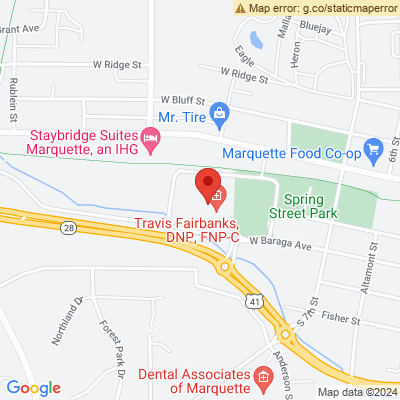 Map error: g.co/staticmaperror
Grant Ave
Bluejay
Heron
Eagle
W Ridge St
W Ridge St
Rublein St
W Bluff St
Mr. Tire
6th St
Staybridge Suites
Marquette, an IHG
Marquette Food Co-op
Spring
Street Park
Travis Fairbanks,
DNP, FNP-C
28
W Baraga Ave
Altamont St
41
S 7th St
Northland Dr
Forest Park Dr
Fisher St
Anderson S
Dental Associates
of Marquette
Google
Map data ©2024